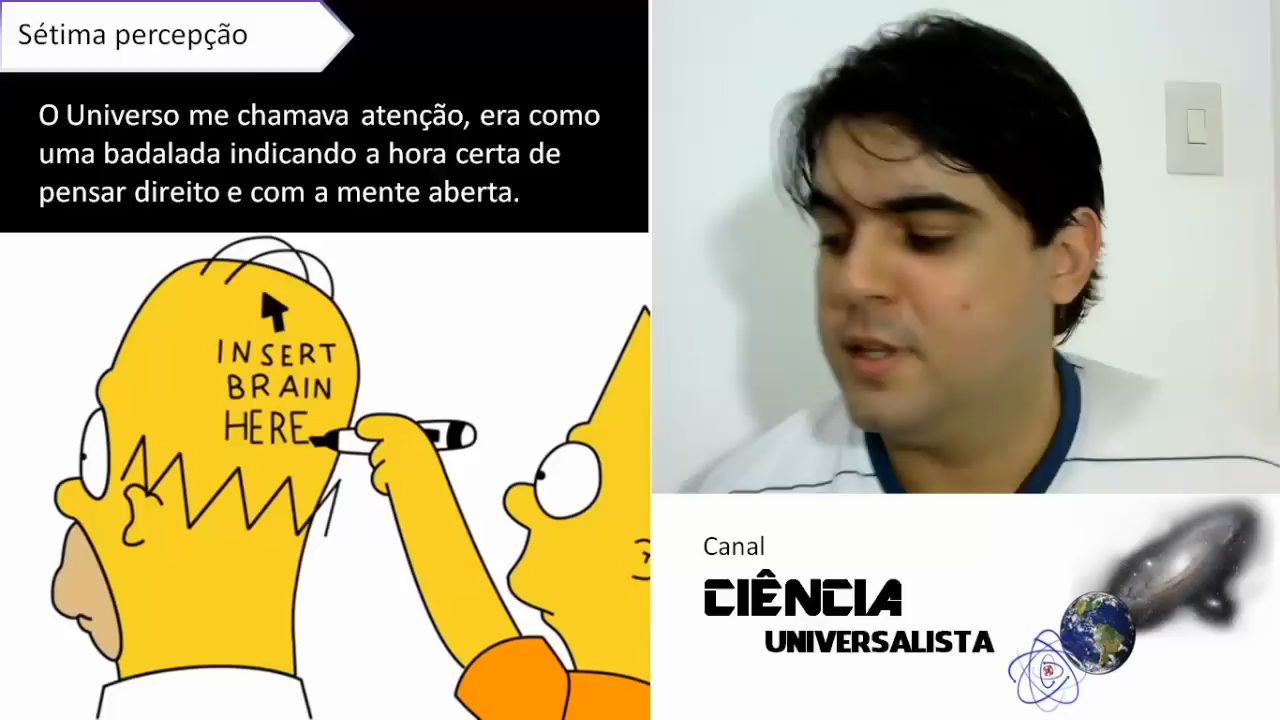 Sétima percepção
O Universo me chamava atenção, era como
uma badalada indicando a hora certa de
pensar direito e com a mente aberta.
INSERT
BRAIN
HERE
Canal
CIÊNCIA
UNIVERSALISTA